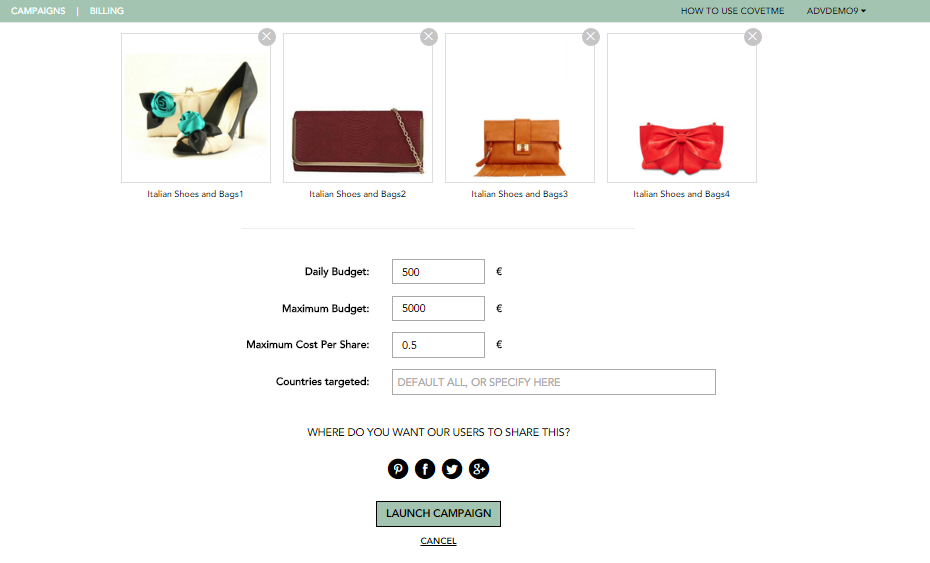 CAMPAIGNS | BILLING HOW TO USE COVETME ADVDEMO9
Italian Shoes and Bags1 Italian Shoes and Bags2 Italian Shoes and Bags3 Italian Shoes and Bags4
Daily Budget: 500 €
Maximum Budget: 5000 €
Maximum Cost Per Share: 0.5 €
Countries targeted: DEFAULT ALL, OR SPECIFY HERE
WHERE DO YOU WANT OUR USERS TO SHARE THIS?
LAUNCH CAMPAIGN
CANCEL